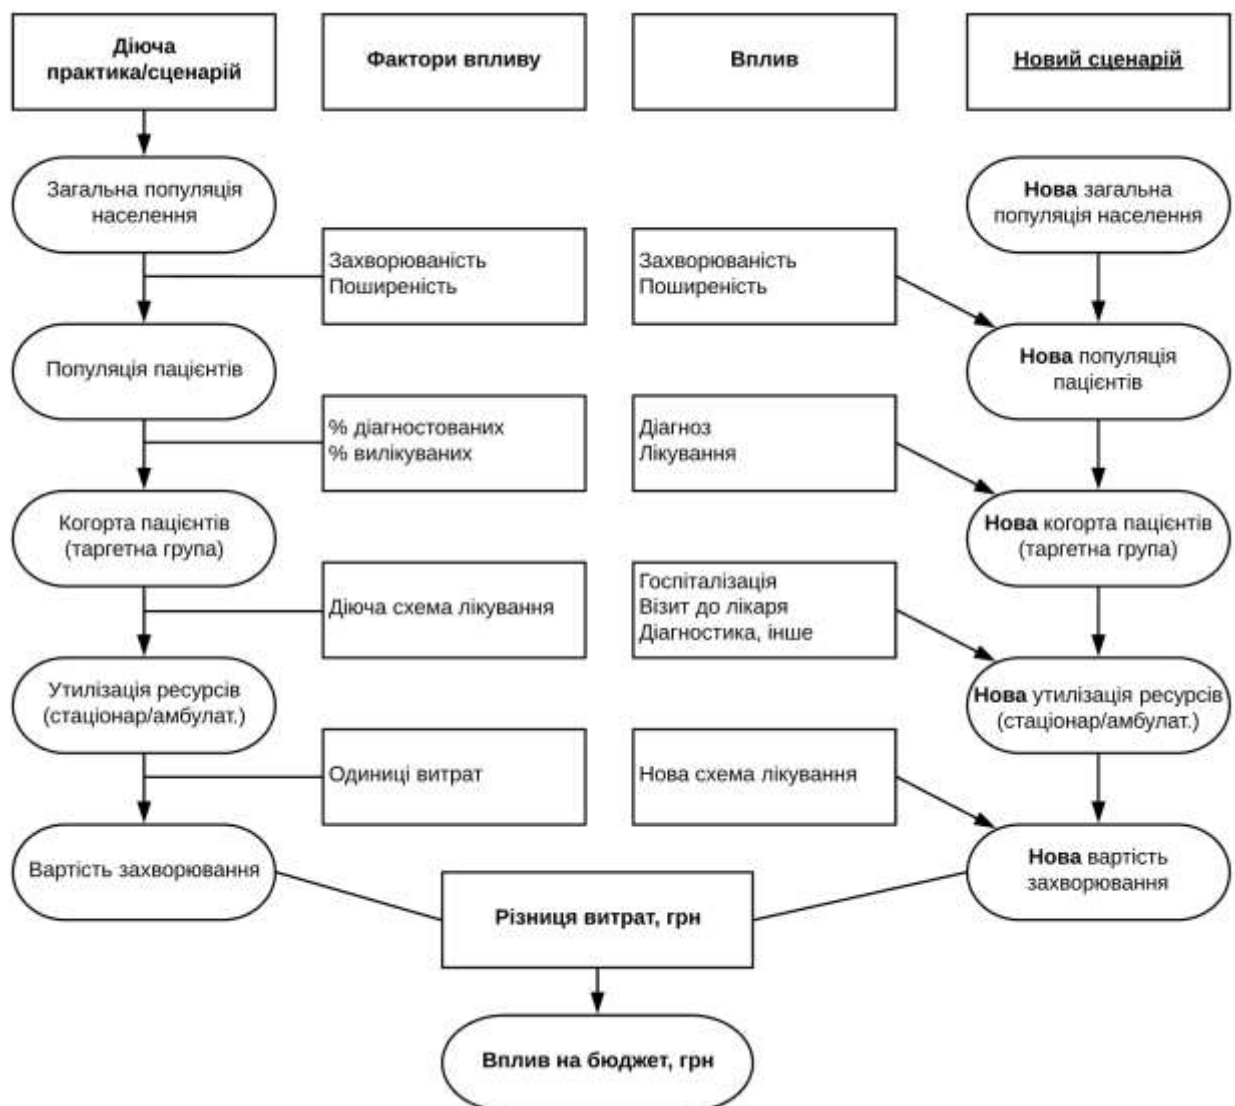 Діюча
практика/сценарій
Фактори впливу
Вплив
Новий сценарій
Загальна популяція
населення
Нова загальна
популяція населення
Захворюваність
Поширеність
Захворюваність
Поширеність
Популяція пацієнтів
Нова популяція
пацієнтів
% діагностованих
% вилікуваних
Діагноз
Лікування
Когорта пацієнтів
(таргетна група)
Нова когорта пацієнтів
(таргетна група)
Діюча схема лікування
Госпіталізація
Візит до лікаря
Діагностика, інше
Утилізація ресурсів
(стаціонар/амбулат.)
Нова утилізація ресурсів
(стаціонар/амбулат.)
Одиниці витрат
Нова схема лікування
Вартість захворювання
Нова вартість
захворювання
Різниця витрат, грн
Вплив на бюджет, грн